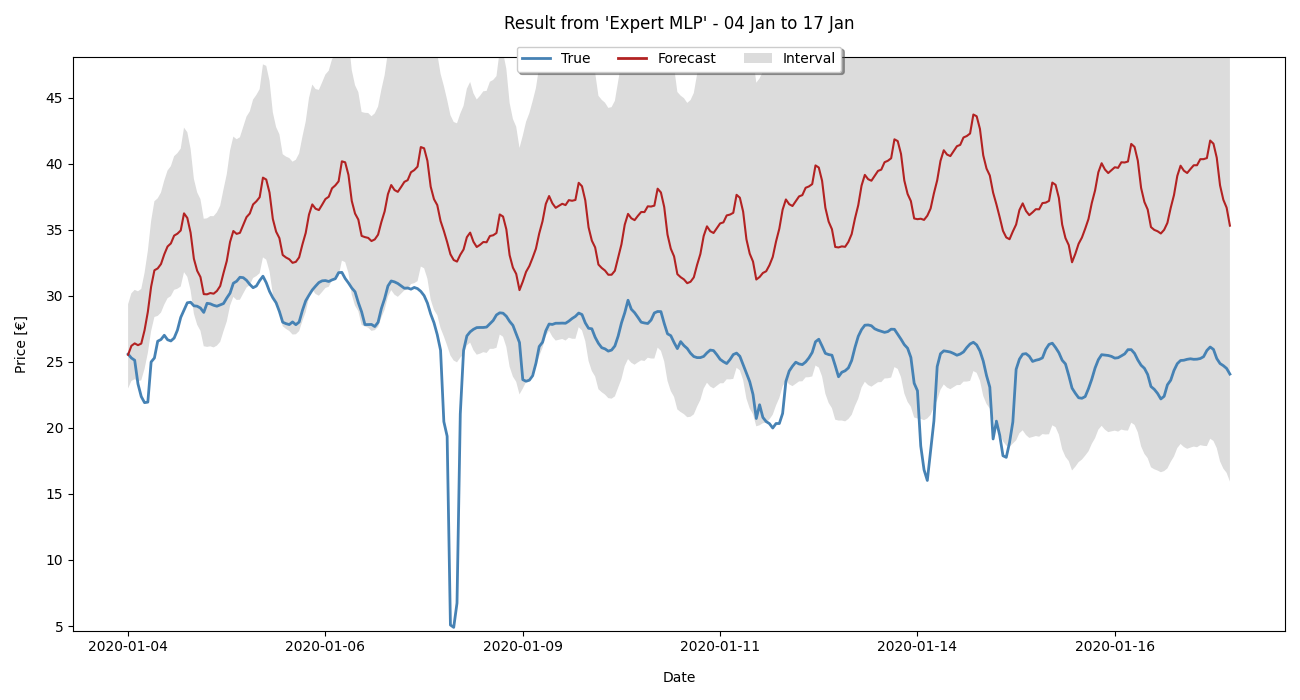 Result from 'Expert MLP' - 04 Jan to 17 Jan
True Forecast Interval
45
40
35
30
25
20
15
10
5
Price [€]
2020-01-04 2020-01-06 2020-01-09 2020-01-11 2020-01-14 2020-01-16
Date